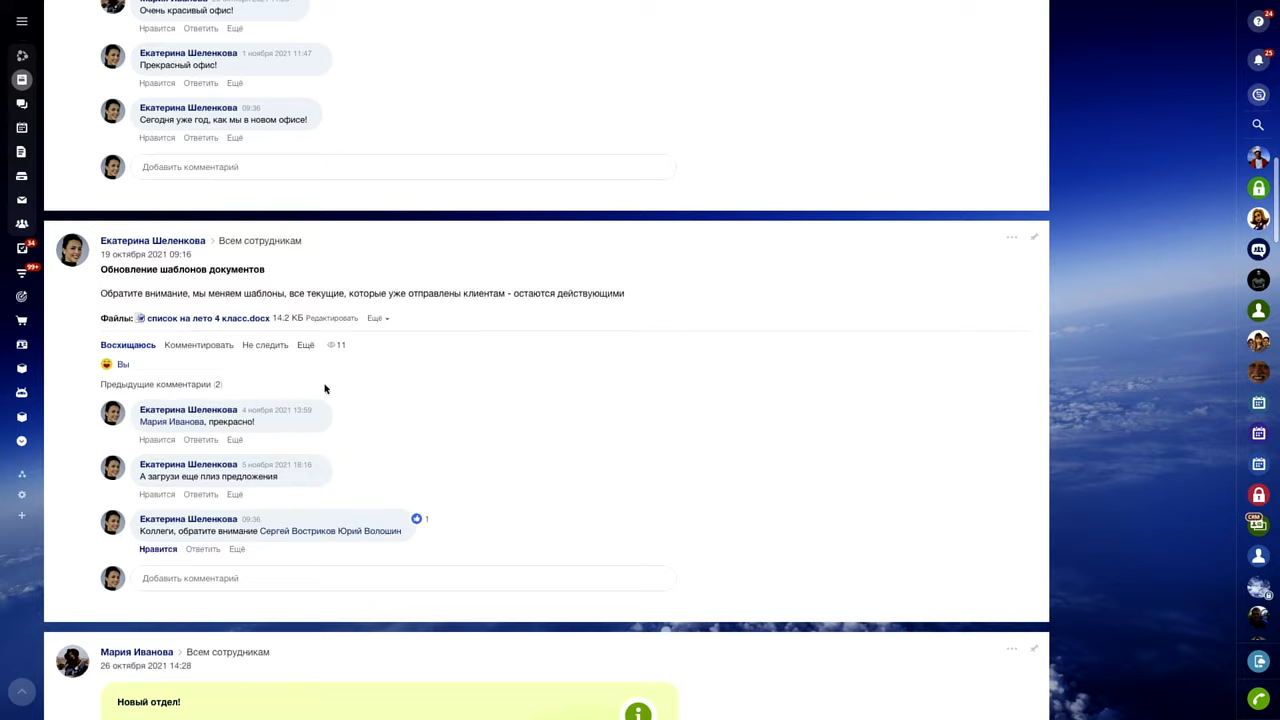 24
25
Очень красивый офис!
Нравится Ответить Ещё
Екатерина Шеленкова 1 ноября 2021 11:47
Прекрасный офис!
Нравится Ответить Ещё
Екатерина Шеленкова 09:36
Сегодня уже год, как мы в новом офисе!
Нравится Ответить Ещё
Добавить комментарий
Екатерина Шеленкова > Всем сотрудникам
19 октября 2021 09:16
Обновление шаблонов документов
Обратите внимание, мы меняем шаблоны, все текущие, которые уже отправлены клиентам - остаются действующими
Файлы: список на лето 4 класс.docx 14.2 КБ Редактировать Ещё
Восхищаюсь Комментировать Не следить Ещё 11
Вы
Предыдущие комментарии (2)
Екатерина Шеленкова 4 ноября 2021 13:59
Мария Иванова, прекрасно!
Нравится Ответить Ещё
Екатерина Шеленкова 5 ноября 2021 18:16
А загрузи еще плиз предложения
Нравится Ответить Ещё
Екатерина Шеленкова 09:36 1
Коллеги, обратите внимание Сергей Востриков Юрий Волошин
Нравится Ответить Ещё
Добавить комментарий
Мария Иванова > Всем сотрудникам
26 октября 2021 14:28
Новый отдел!
34
99+
CRM